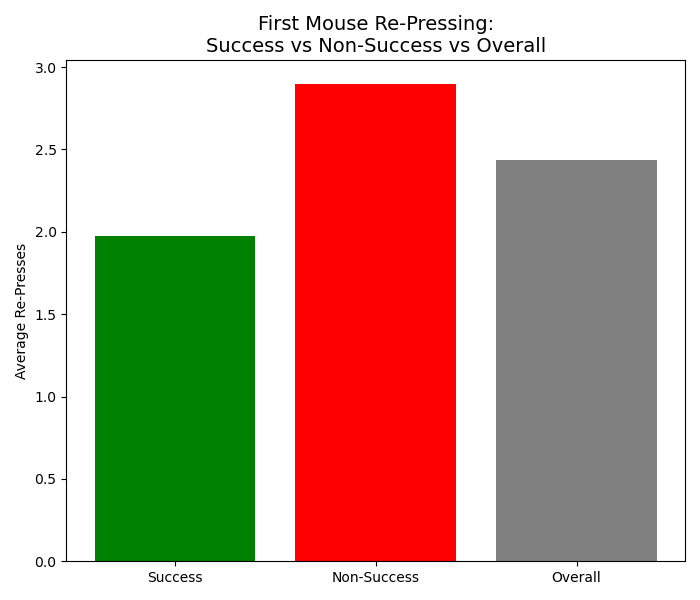 First Mouse Re-Pressing:
Success vs Non-Success vs Overall
Average Re-Presses
3.0
2.5
2.0
1.5
1.0
0.5
0.0
Success
Non-Success
Overall